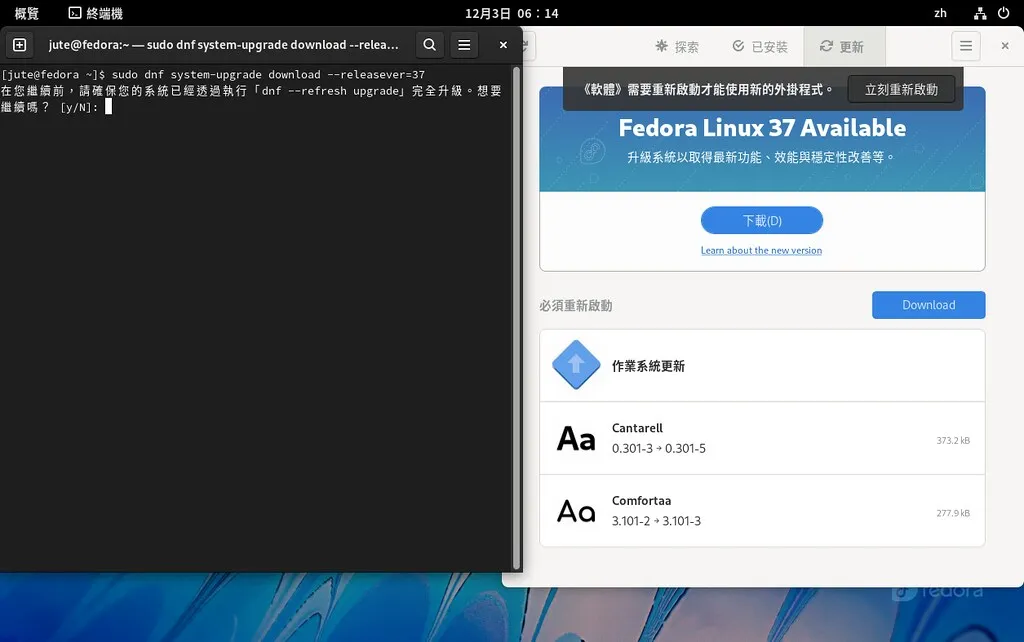 概覽 終端機 12月3日 06：14 zh
jute@fedora:~ — sudo dnf system-upgrade download --relea...
[jute@fedora ~]$ sudo dnf system-upgrade download --releasever=37
在您繼續前，請確保您的系統已經透過執行「dnf --refresh upgrade」完全升級。想要
繼續嗎？ [y/N]:
探索 已安裝 更新
《軟體》需要重新啟動才能使用新的外掛程式。 立刻重新啟動
Fedora Linux 37 Available
升級系統以取得最新功能、效能與穩定性改善等。
下載(D)
Learn about the new version
必須重新啟動 Download
作業系統更新
Aa Cantarell
0.301-3 → 0.301-5 373.2 kB
Aa Comfortaa
3.101-2 → 3.101-3 277.9 kB
fedora